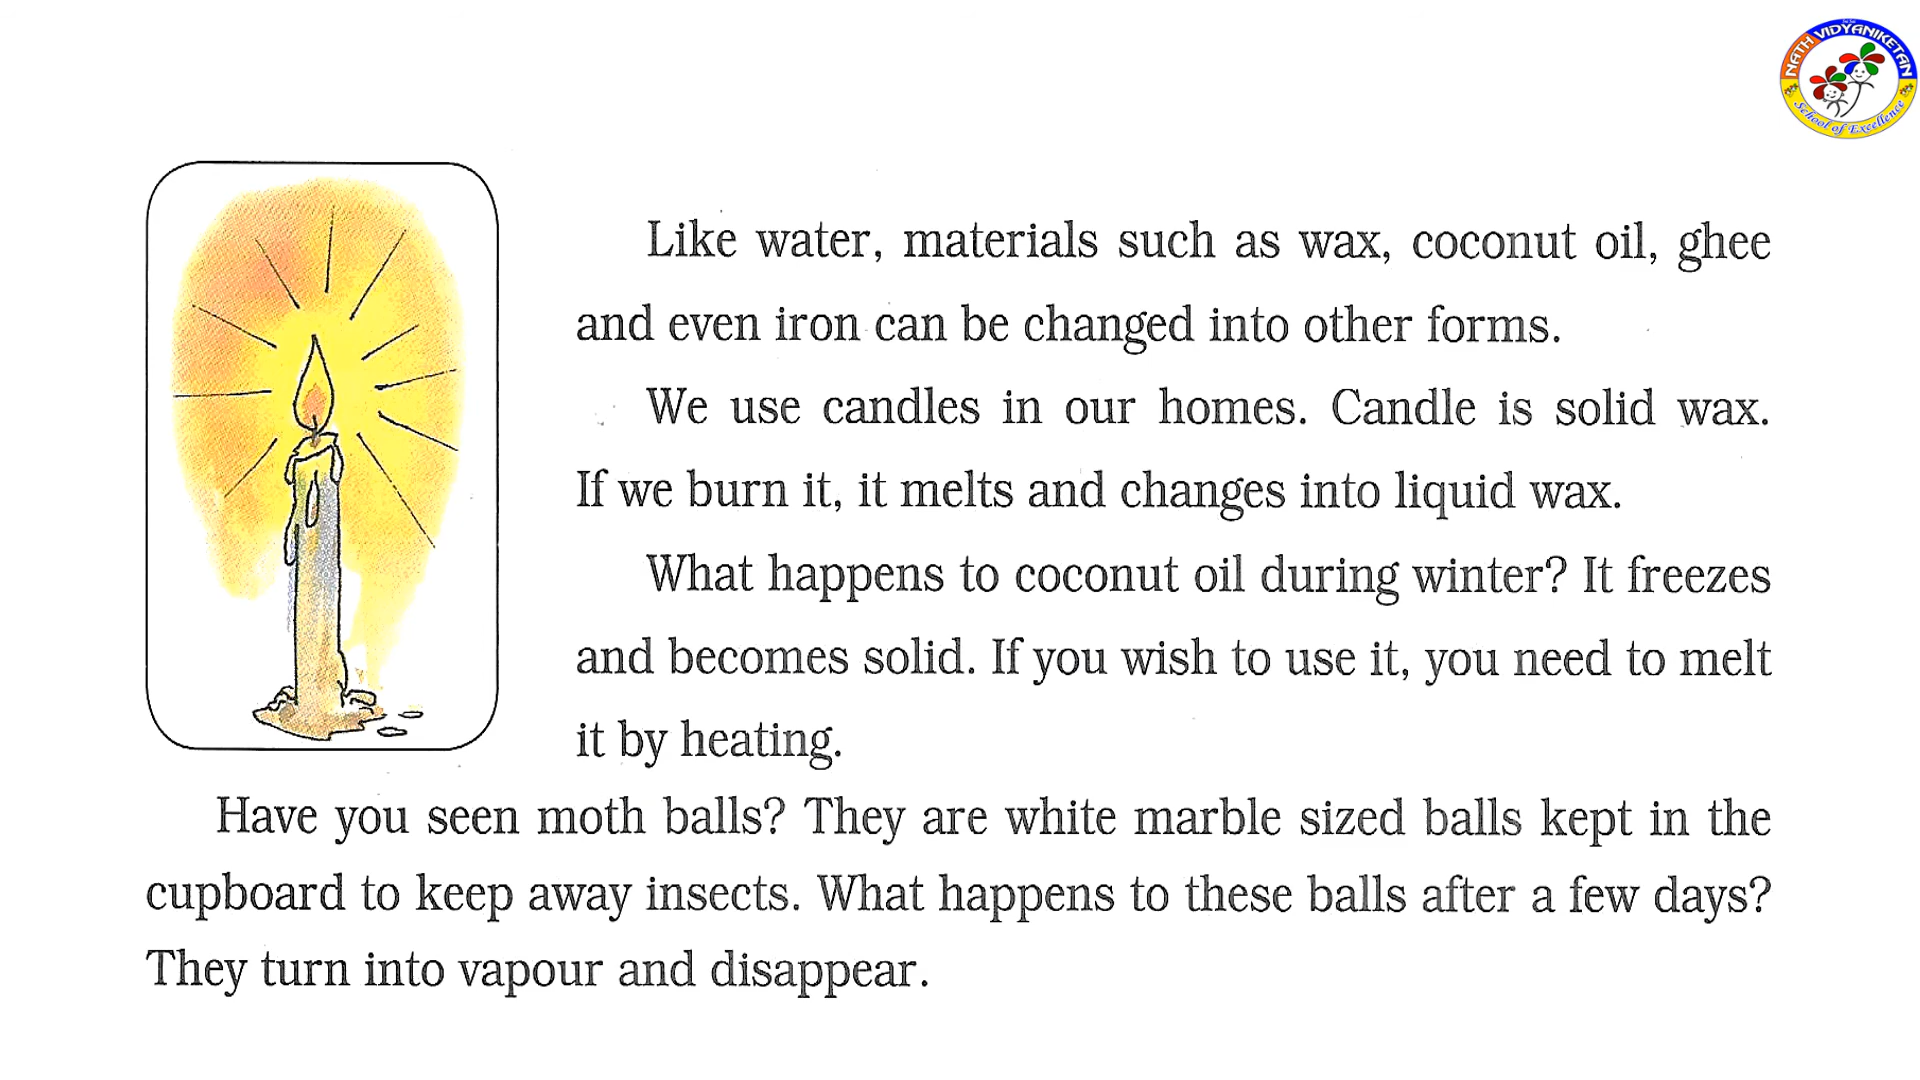 NATH VIDYANIKETAN
School of Excellence
Like water, materials such as wax, coconut oil, ghee
and even iron can be changed into other forms.
We use candles in our homes. Candle is solid wax.
If we burn it, it melts and changes into liquid wax.
What happens to coconut oil during winter? It freezes
and becomes solid. If you wish to use it, you need to melt
it by heating.
Have you seen moth balls? They are white marble sized balls kept in the
cupboard to keep away insects. What happens to these balls after a few days?
They turn into vapour and disappear.